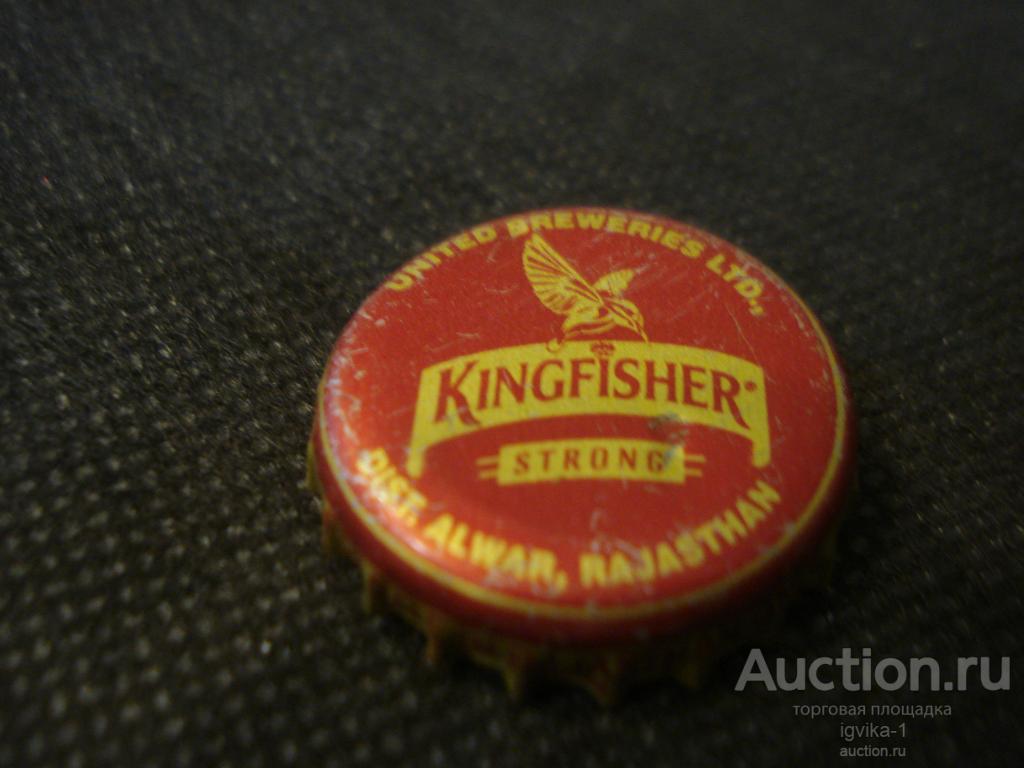 UNITED BREWERIES LTD.,
KINGFISHER®
STRONG
DIST. ALWAR, RAJASTHAN
Auction.ru
торговая площадка
igvika-1
auction.ru